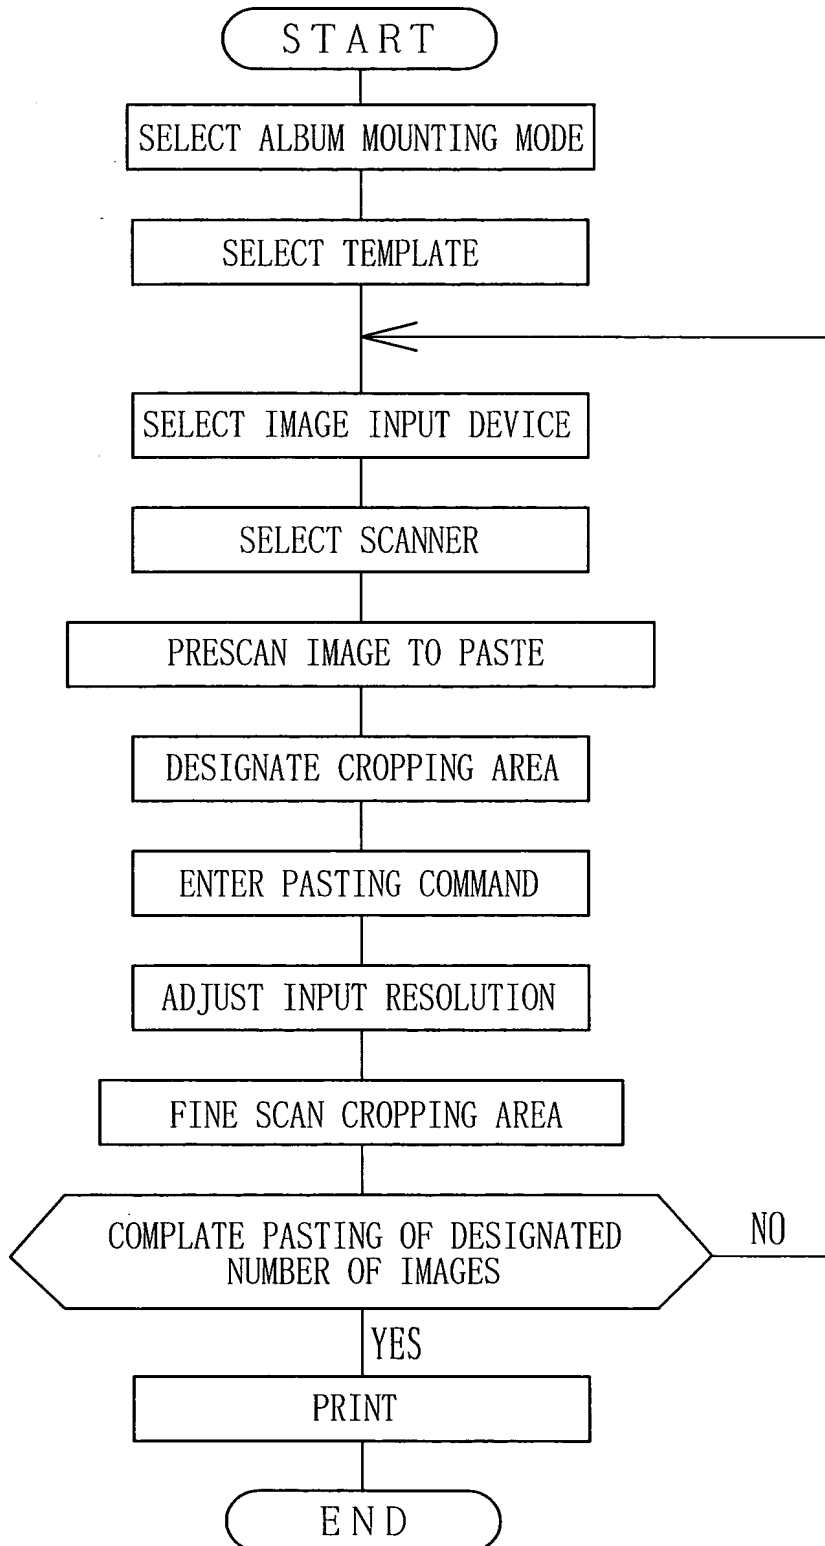 START
SELECT ALBUM MOUNTING MODE
SELECT TEMPLATE
SELECT IMAGE INPUT DEVICE
SELECT SCANNER
PRESCAN IMAGE TO PASTE
DESIGNATE CROPPING AREA
ENTER PASTING COMMAND
ADJUST INPUT RESOLUTION
FINE SCAN CROPPING AREA
COMPLATE PASTING OF DESIGNATED
NUMBER OF IMAGES
NO
YES
PRINT
END